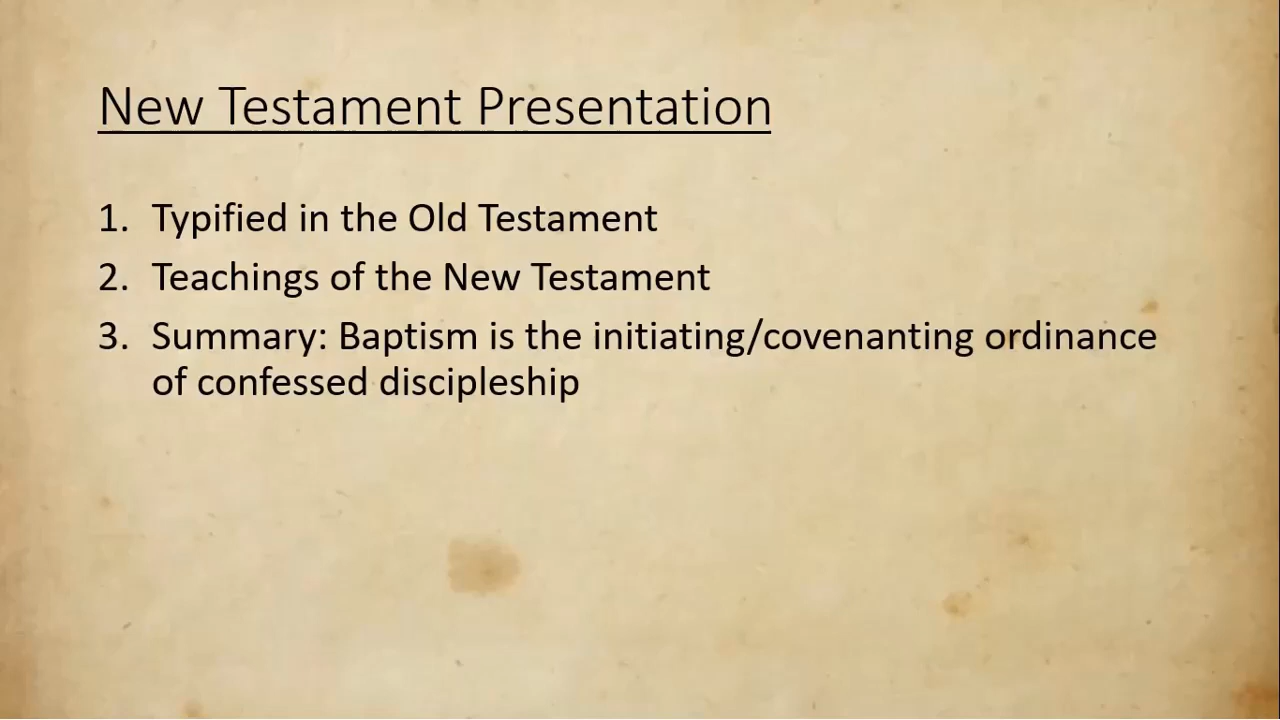 New Testament Presentation
1. Typified in the Old Testament
2. Teachings of the New Testament
3. Summary: Baptism is the initiating/covenanting ordinance
of confessed discipleship